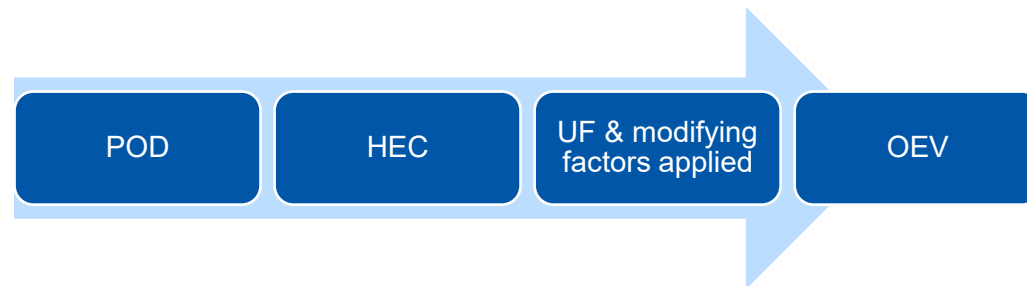 POD
HEC
UF & modifying
factors applied
OEV